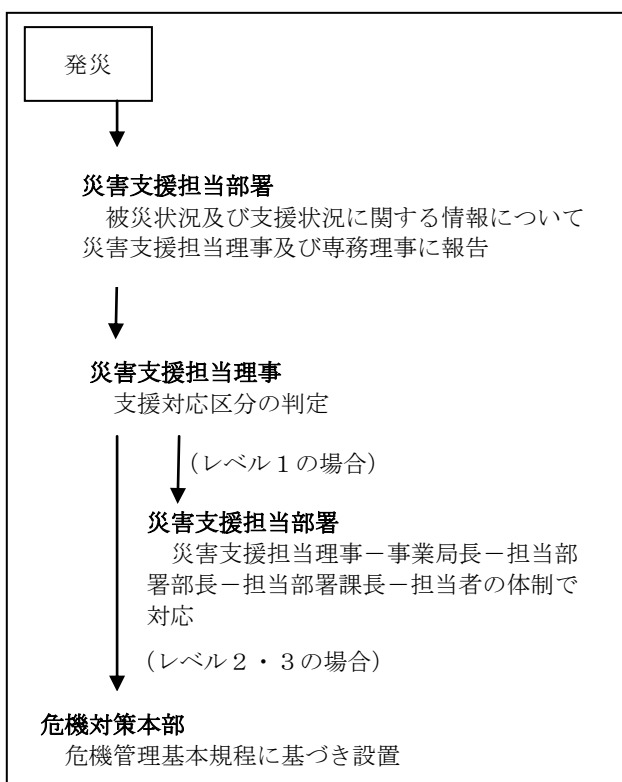 発災
災害支援担当部署
被災状況及び支援状況に関する情報について
災害支援担当理事及び専務理事に報告
災害支援担当理事
支援対応区分の判定
(レベル１の場合)
災害支援担当部署
災害支援担当理事－事業局長－担当部
署部長－担当部署課長－担当者の体制で
対応
(レベル２・３の場合)
危機対策本部
危機管理基本規程に基づき設置